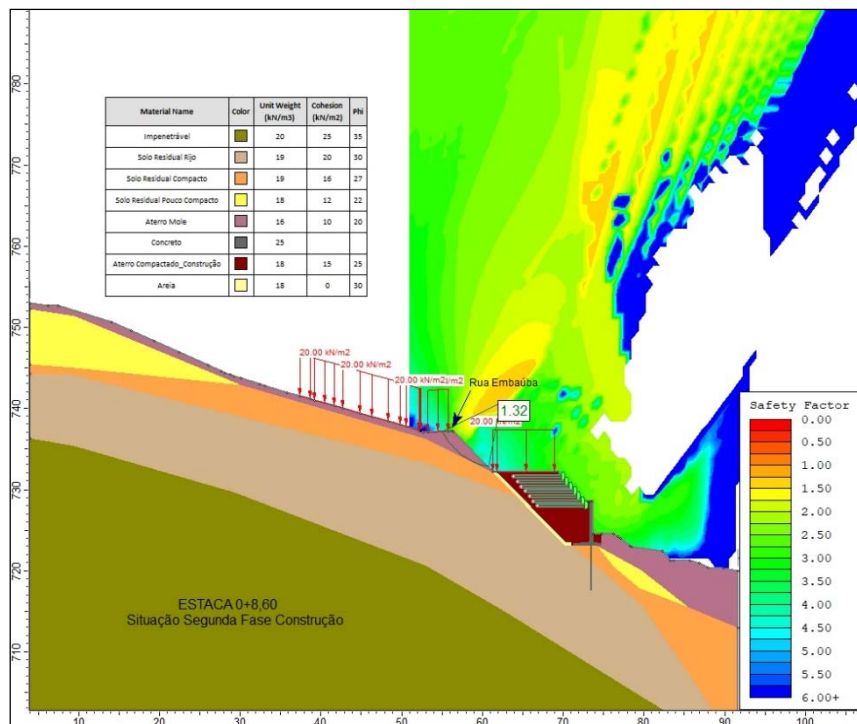 Material Name Color Unit Weight (kN/m3) Cohesion (kN/m2) Phi
Impenetrável 20 25 35
Solo Residual Rijo 19 20 30
Solo Residual Compacto 19 16 27
Solo Residual Pouco Compacto 18 12 22
Aterro Mole 16 10 20
Concreto 25
Aterro Compactado_Construção 18 15 25
Areia 18 0 30
790
780
770
760
750
740
730
720
710
20.00 kN/m2
20.00 kN/m2
20.00 kN/m2
Rua Embaúba
1.32
ESTACA 0+8,60
Situação Segunda Fase Construção
Safety Factor
0.00
0.50
1.00
1.50
2.00
2.50
3.00
3.50
4.00
4.50
5.00
5.50
6.00+
10 20 30 40 50 60 70 80 90 100